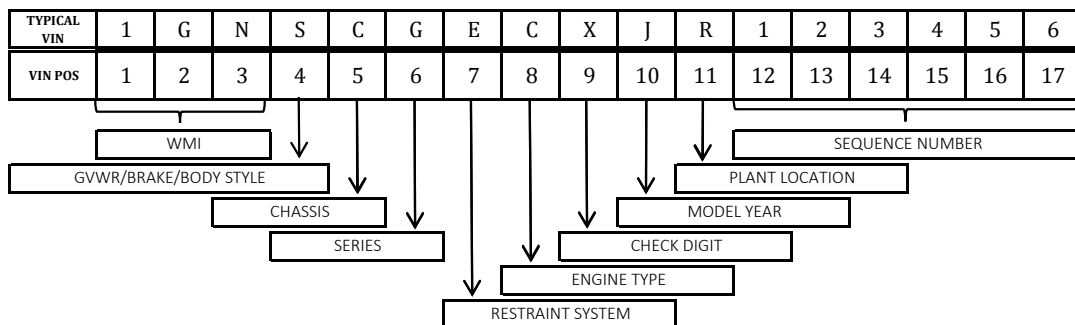 TYPICAL VIN 1 G N S C G E C X J R 1 2 3 4 5 6
VIN POS 1 2 3 4 5 6 7 8 9 10 11 12 13 14 15 16 17
WMI SEQUENCE NUMBER
GVWR/BRAKE/BODY STYLE PLANT LOCATION
CHASSIS MODEL YEAR
SERIES CHECK DIGIT
ENGINE TYPE
RESTRAINT SYSTEM